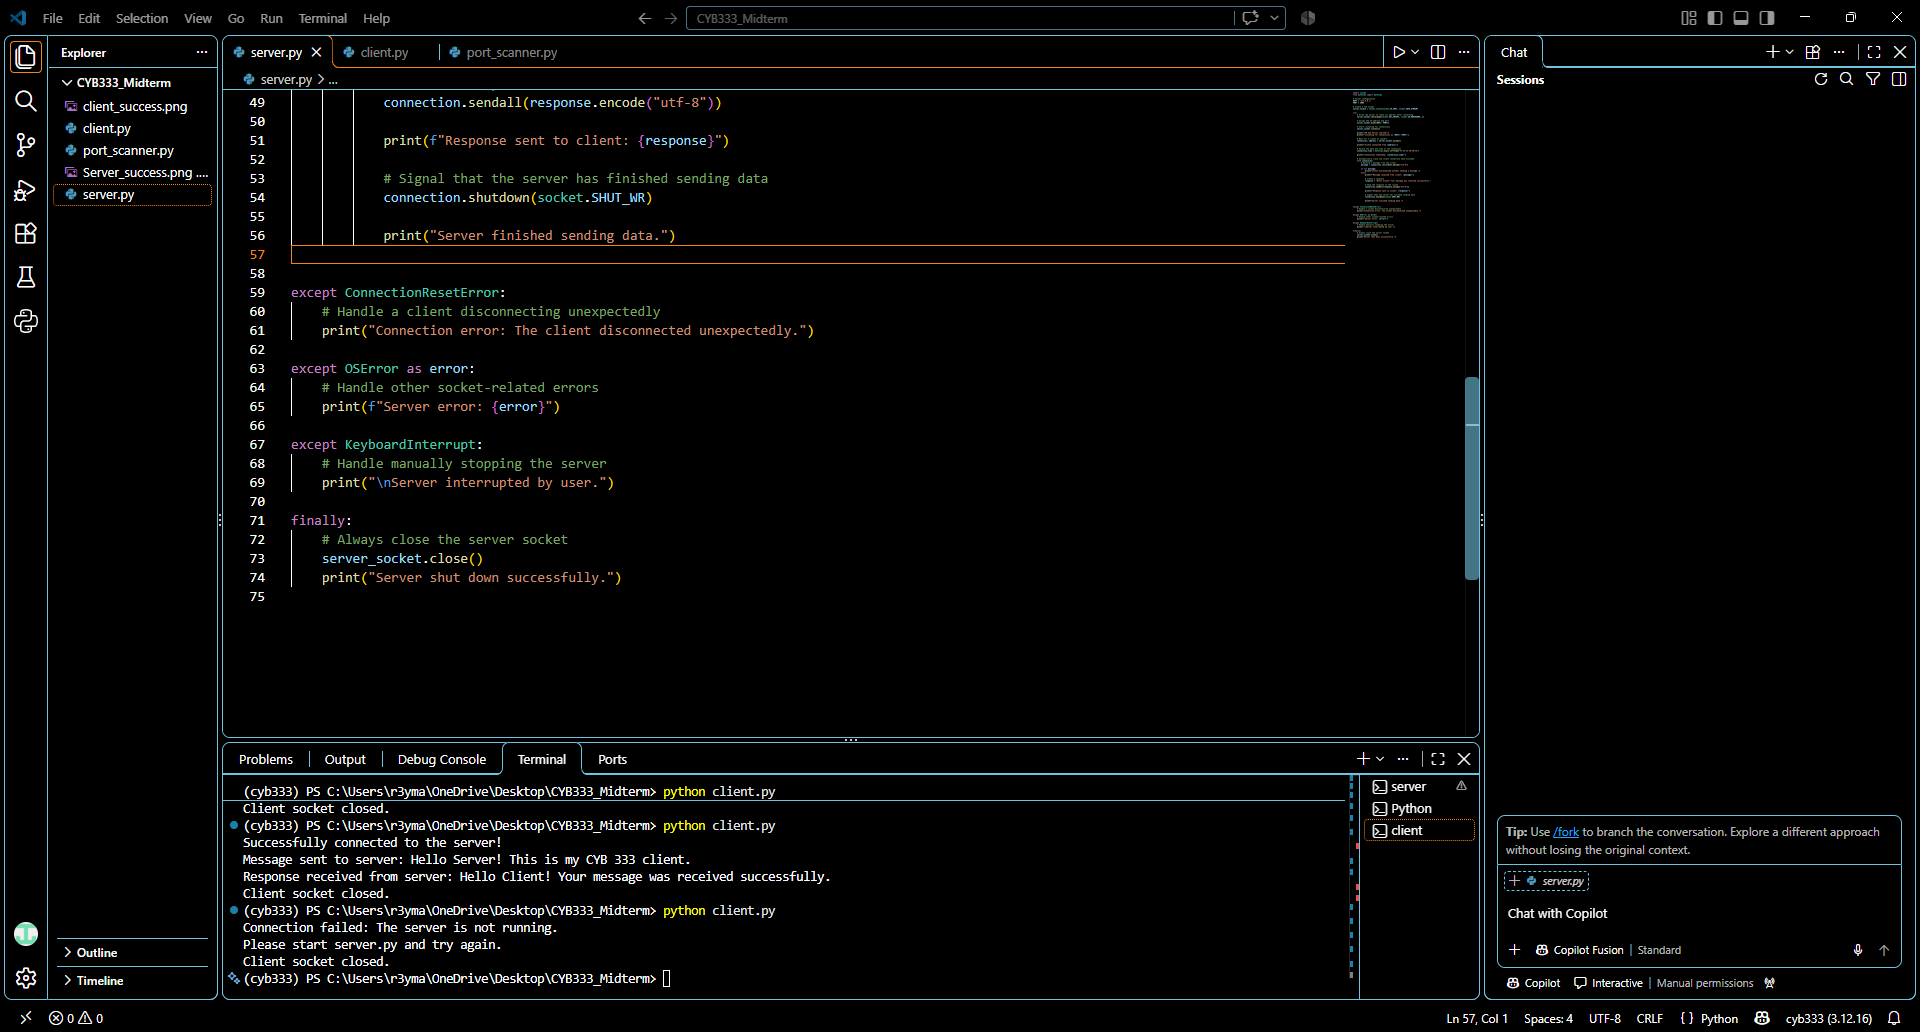 File Edit Selection View Go Run Terminal Help
CYB333_Midterm
Explorer
CYB333_Midterm
client_success.png
client.py
port_scanner.py
Server_success.png ....
server.py
Outline
Timeline
server.py
client.py
port_scanner.py
server.py > ...
49 connection.sendall(response.encode("utf-8"))
50
51 print(f"Response sent to client: {response}")
52
53 # Signal that the server has finished sending data
54 connection.shutdown(socket.SHUT_WR)
55
56 print("Server finished sending data.")
57
58
59 except ConnectionResetError:
60 # Handle a client disconnecting unexpectedly
61 print("Connection error: The client disconnected unexpectedly.")
62
63 except OSError as error:
64 # Handle other socket-related errors
65 print(f"Server error: {error}")
66
67 except KeyboardInterrupt:
68 # Handle manually stopping the server
69 print("\nServer interrupted by user.")
70
71 finally:
72 # Always close the server socket
73 server_socket.close()
74 print("Server shut down successfully.")
75
Problems Output Debug Console Terminal Ports
(cyb333) PS C:\Users\r3yma\OneDrive\Desktop\CYB333_Midterm> python client.py
Client socket closed.
(cyb333) PS C:\Users\r3yma\OneDrive\Desktop\CYB333_Midterm> python client.py
Successfully connected to the server!
Message sent to server: Hello Server! This is my CYB 333 client.
Response received from server: Hello Client! Your message was received successfully.
Client socket closed.
(cyb333) PS C:\Users\r3yma\OneDrive\Desktop\CYB333_Midterm> python client.py
Connection failed: The server is not running.
Please start server.py and try again.
Client socket closed.
(cyb333) PS C:\Users\r3yma\OneDrive\Desktop\CYB333_Midterm>
server
Python
client
Chat
Sessions
Tip: Use /fork to branch the conversation. Explore a different approach
without losing the original context.
server.py
Chat with Copilot
Copilot Fusion | Standard
Copilot Interactive | Manual permissions
0 0
Ln 57, Col 1 Spaces: 4 UTF-8 CRLF { } Python cyb333 (3.12.16)